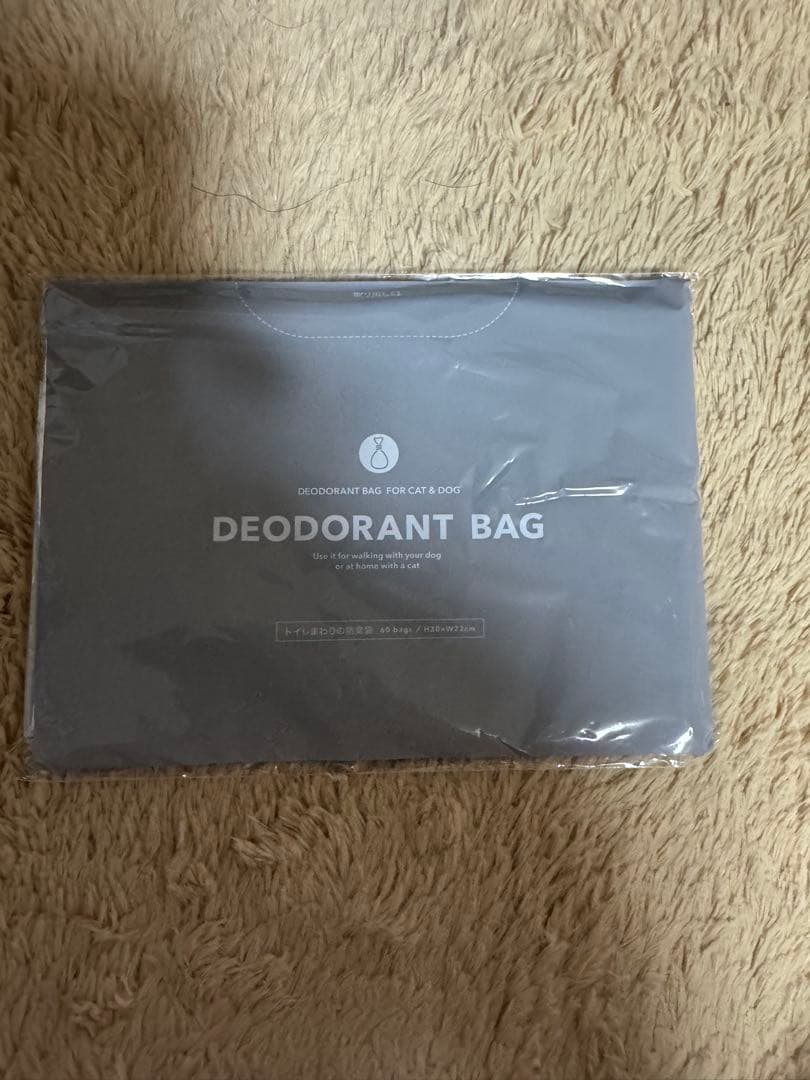 DEODORANT BAG FOR CAT & DOG
DEODORANT BAG
Use it for walking with your dog
or at home with a cat
トイレまわりの防臭袋 60 bags / H30×W22cm